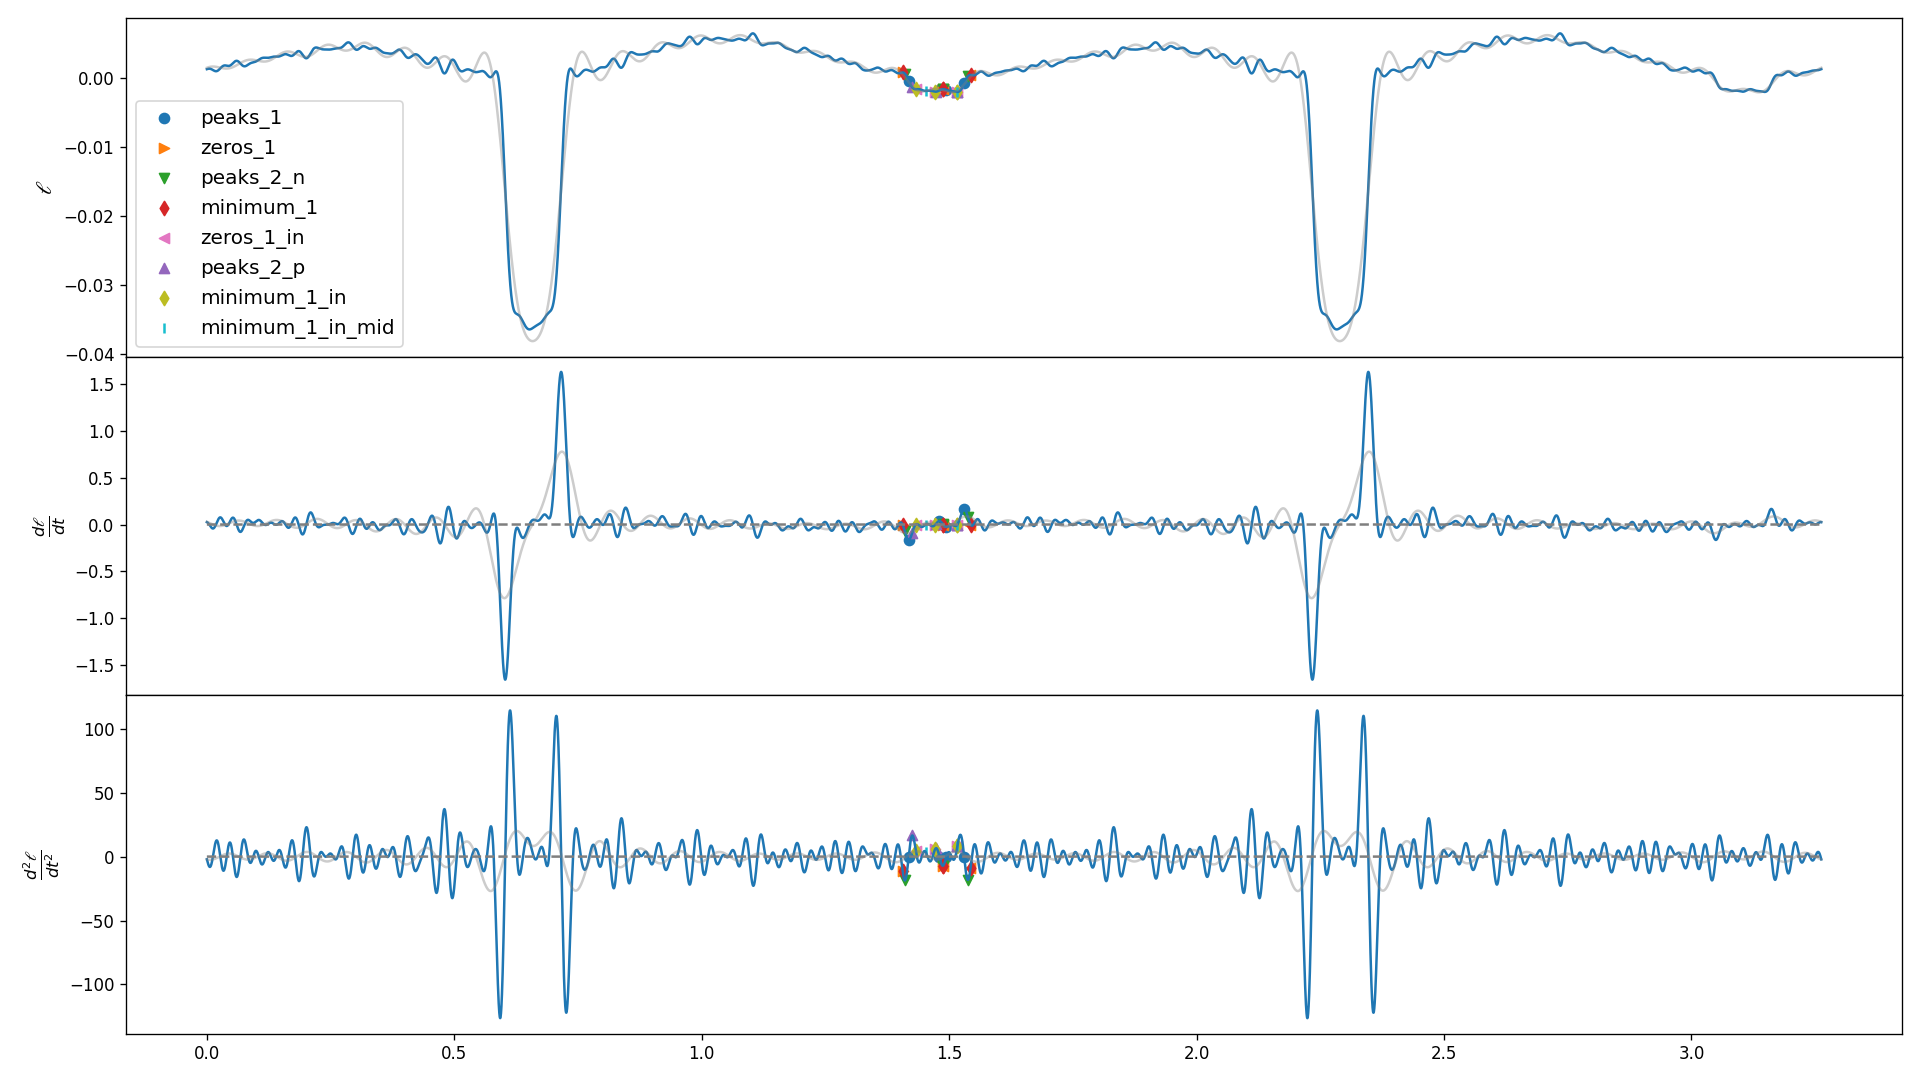 0.00
−0.01
−0.02
−0.03
−0.04
ℓ
peaks_1
zeros_1
peaks_2_n
minimum_1
zeros_1_in
peaks_2_p
minimum_1_in
minimum_1_in_mid
1.5
1.0
0.5
0.0
−0.5
−1.0
−1.5
dℓ
dt
100
50
0
−50
−100
d²ℓ
dt²
0.0 0.5 1.0 1.5 2.0 2.5 3.0